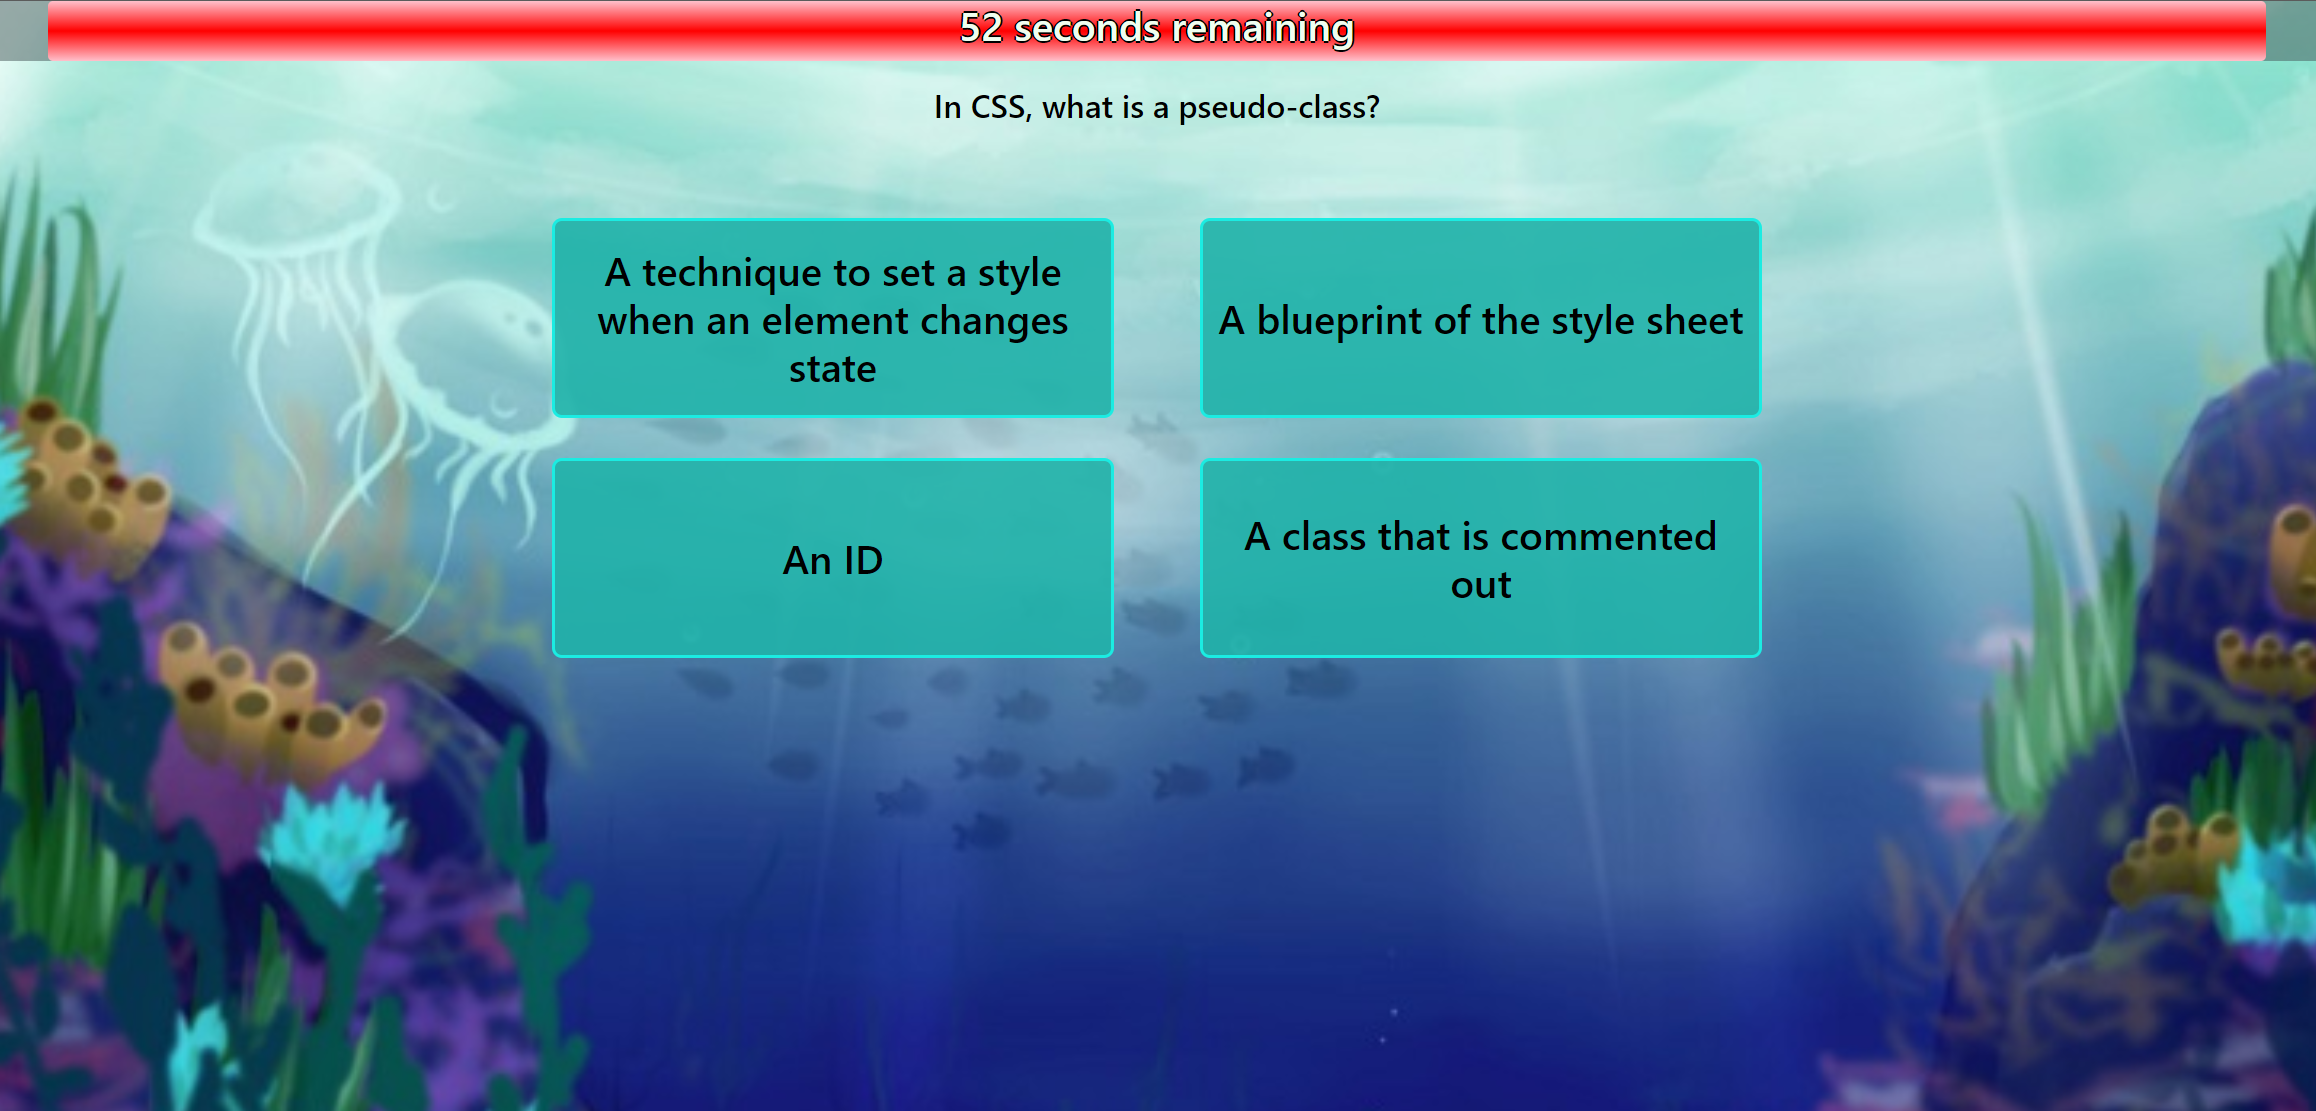 52 seconds remaining
In CSS, what is a pseudo-class?
A technique to set a style
when an element changes
state
A blueprint of the style sheet
An ID
A class that is commented
out